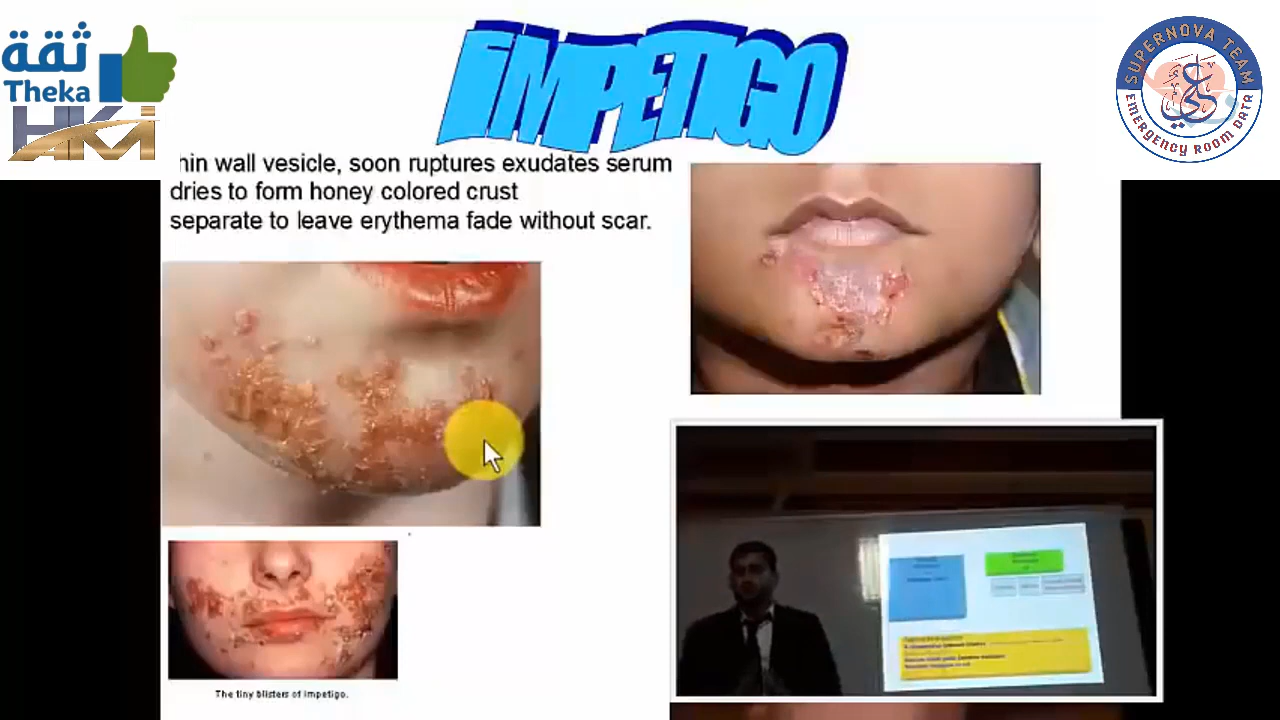 ثقة
Theka
HKM
IMPETIGO
SUPERNOVA TEAM
EMERGENCY ROOM DATA
hin wall vesicle, soon ruptures exudates serum
dries to form honey colored crust
separate to leave erythema fade without scar.
The tiny blisters of impetigo.